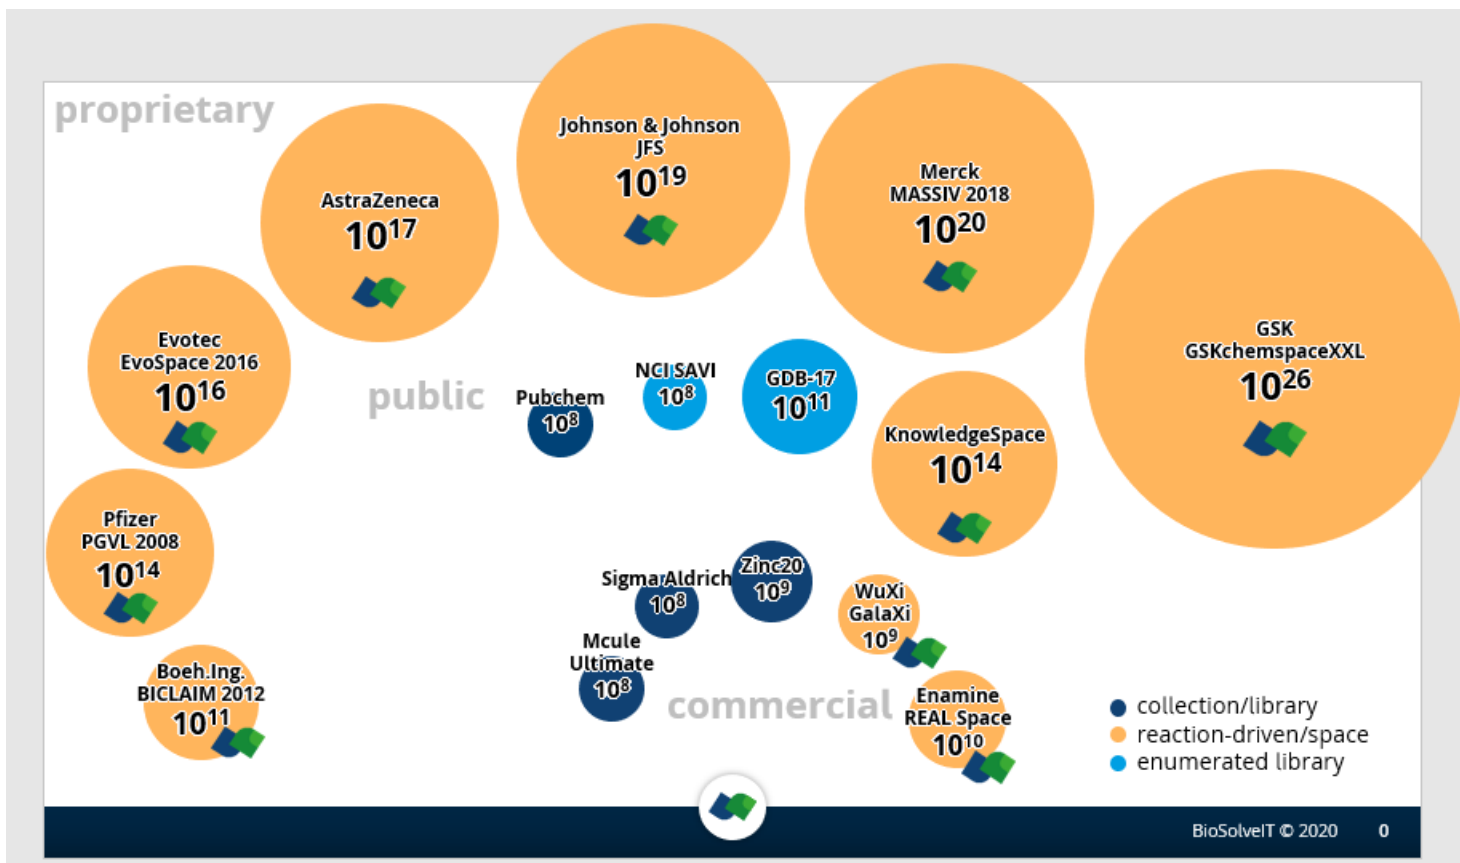 proprietary
Johnson & Johnson
JFS
10¹⁹
Merck
MASSIV 2018
10²⁰
AstraZeneca
10¹⁷
GSK
GSKchemspaceXXL
10²⁶
Evotec
EvoSpace 2016
10¹⁶
public
Pubchem
10⁸
NCI SAVI
10⁸
GDB-17
10¹¹
KnowledgeSpace
10¹⁴
Pfizer
PGVL 2008
10¹⁴
Sigma Aldrich
10⁸
Zinc20
10⁹
WuXi
GalaXi
10⁹
Mcule
Ultimate
10⁸
Boeh.Ing.
BICLAIM 2012
10¹¹
commercial
Enamine
REAL Space
10¹⁰
collection/library
reaction-driven/space
enumerated library
BioSolveIT © 2020 0